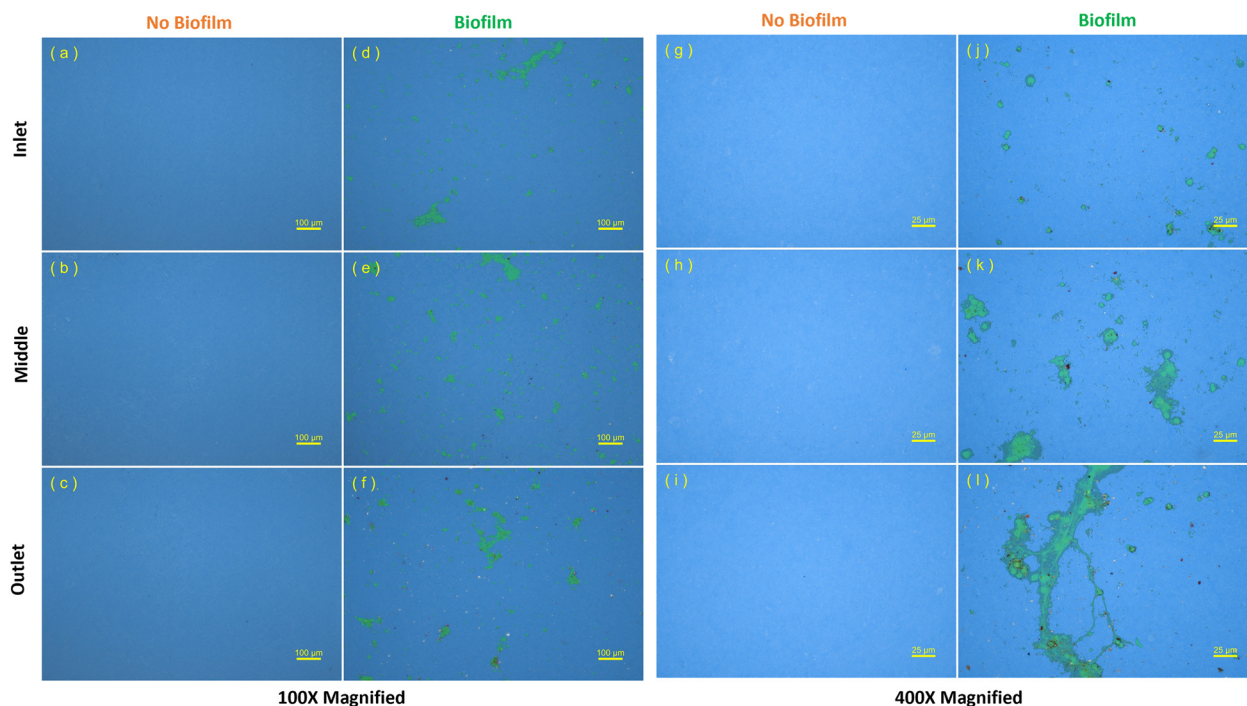 No Biofilm
Biofilm
No Biofilm
Biofilm
Inlet
( a )
100 µm
( d )
100 µm
( g )
25 µm
( j )
25 µm
Middle
( b )
100 µm
( e )
100 µm
( h )
25 µm
( k )
25 µm
Outlet
( c )
100 µm
( f )
100 µm
( i )
25 µm
( l )
25 µm
100X Magnified
400X Magnified